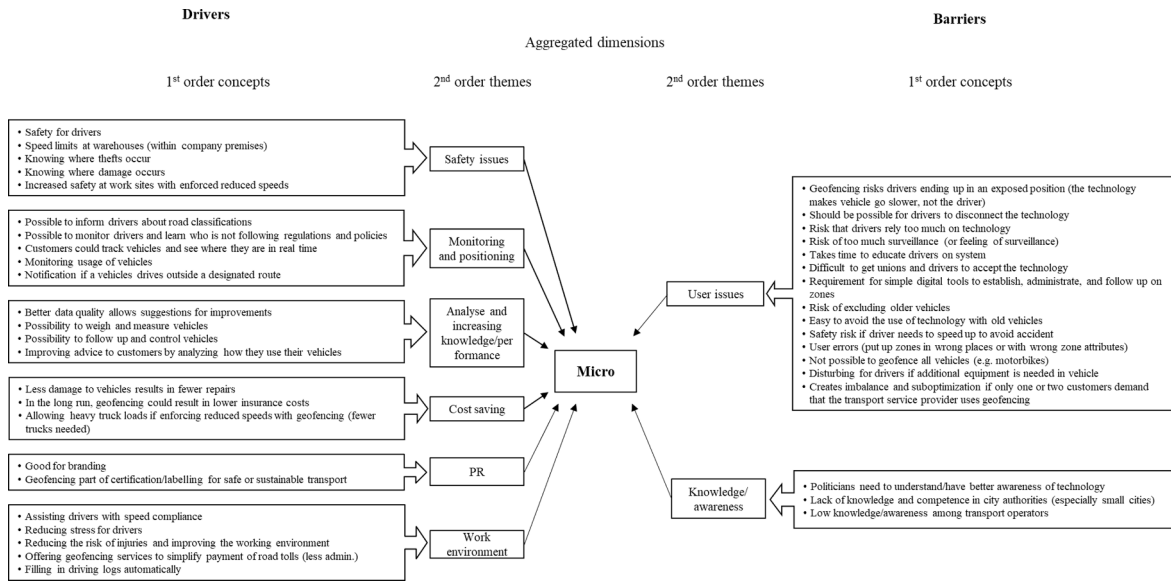 Drivers
Barriers
Aggregated dimensions
1st order concepts
2nd order themes
2nd order themes
1st order concepts
• Safety for drivers
• Speed limits at warehouses (within company premises)
• Knowing where thefts occur
• Knowing where damage occurs
• Increased safety at work sites with enforced reduced speeds
Safety issues
• Possible to inform drivers about road classifications
• Possible to monitor drivers and learn who is not following regulations and policies
• Customers could track vehicles and see where they are in real time
• Monitoring usage of vehicles
• Notification if a vehicles drives outside a designated route
Monitoring
and positioning
• Better data quality allows suggestions for improvements
• Possibility to weigh and measure vehicles
• Possibility to follow up and control vehicles
• Improving advice to customers by analyzing how they use their vehicles
Analyse and
increasing
knowledge/per
formance
• Less damage to vehicles results in fewer repairs
• In the long run, geofencing could result in lower insurance costs
• Allowing heavy truck loads if enforcing reduced speeds with geofencing (fewer
trucks needed)
Cost saving
• Good for branding
• Geofencing part of certification/labelling for safe or sustainable transport
PR
• Assisting drivers with speed compliance
• Reducing stress for drivers
• Reducing the risk of injuries and improving the working environment
• Offering geofencing services to simplify payment of road tolls (less admin.)
• Filling in driving logs automatically
Work
environment
Micro
User issues
• Geofencing risks drivers ending up in an exposed position (the technology
makes vehicle go slower, not the driver)
• Should be possible for drivers to disconnect the technology
• Risk that drivers rely too much on technology
• Risk of too much surveillance (or feeling of surveillance)
• Takes time to educate drivers on system
• Difficult to get unions and drivers to accept the technology
• Requirement for simple digital tools to establish, administrate, and follow up on
zones
• Risk of excluding older vehicles
• Easy to avoid the use of technology with old vehicles
• Safety risk if driver needs to speed up to avoid accident
• User errors (put up zones in wrong places or with wrong zone attributes)
• Not possible to geofence all vehicles (e.g. motorbikes)
• Disturbing for drivers if additional equipment is needed in vehicle
• Creates imbalance and suboptimization if only one or two customers demand
that the transport service provider uses geofencing
Knowledge/
awareness
• Politicians need to understand/have better awareness of technology
• Lack of knowledge and competence in city authorities (especially small cities)
• Low knowledge/awareness among transport operators